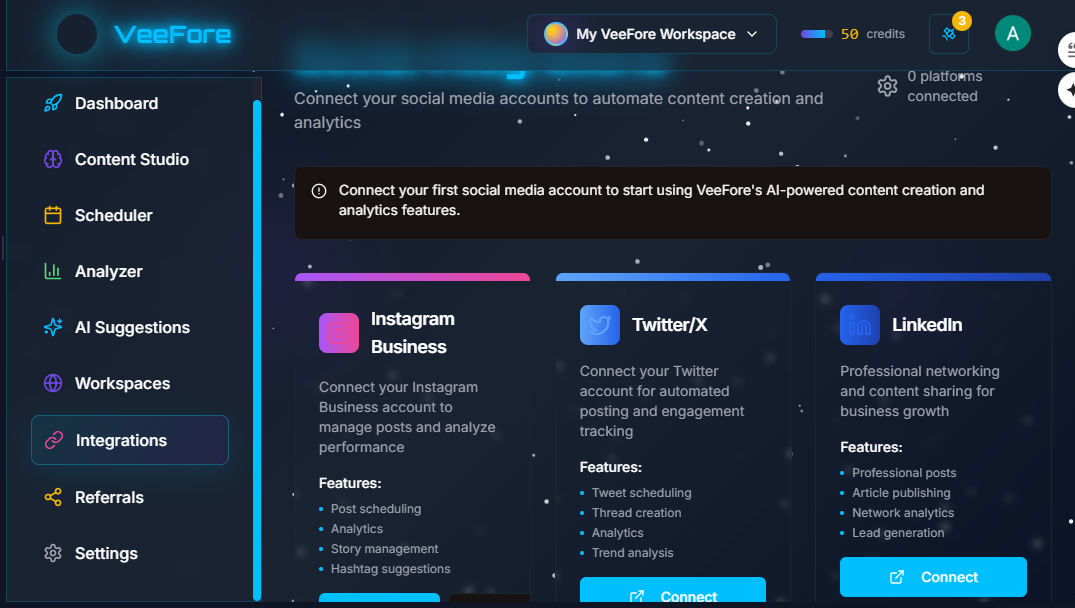 VeeFore
My VeeFore Workspace
50 credits
3
A
Dashboard
Content Studio
Scheduler
Analyzer
AI Suggestions
Workspaces
Integrations
Referrals
Settings
Connect your social media accounts to automate content creation and
analytics
0 platforms
connected
Connect your first social media account to start using VeeFore's AI-powered content creation and
analytics features.
Instagram
Business
Connect your Instagram
Business account to
manage posts and analyze
performance
Features:
Post scheduling
Analytics
Story management
Hashtag suggestions
Twitter/X
Connect your Twitter
account for automated
posting and engagement
tracking
Features:
Tweet scheduling
Thread creation
Analytics
Trend analysis
Connect
LinkedIn
Professional networking
and content sharing for
business growth
Features:
Professional posts
Article publishing
Network analytics
Lead generation
Connect